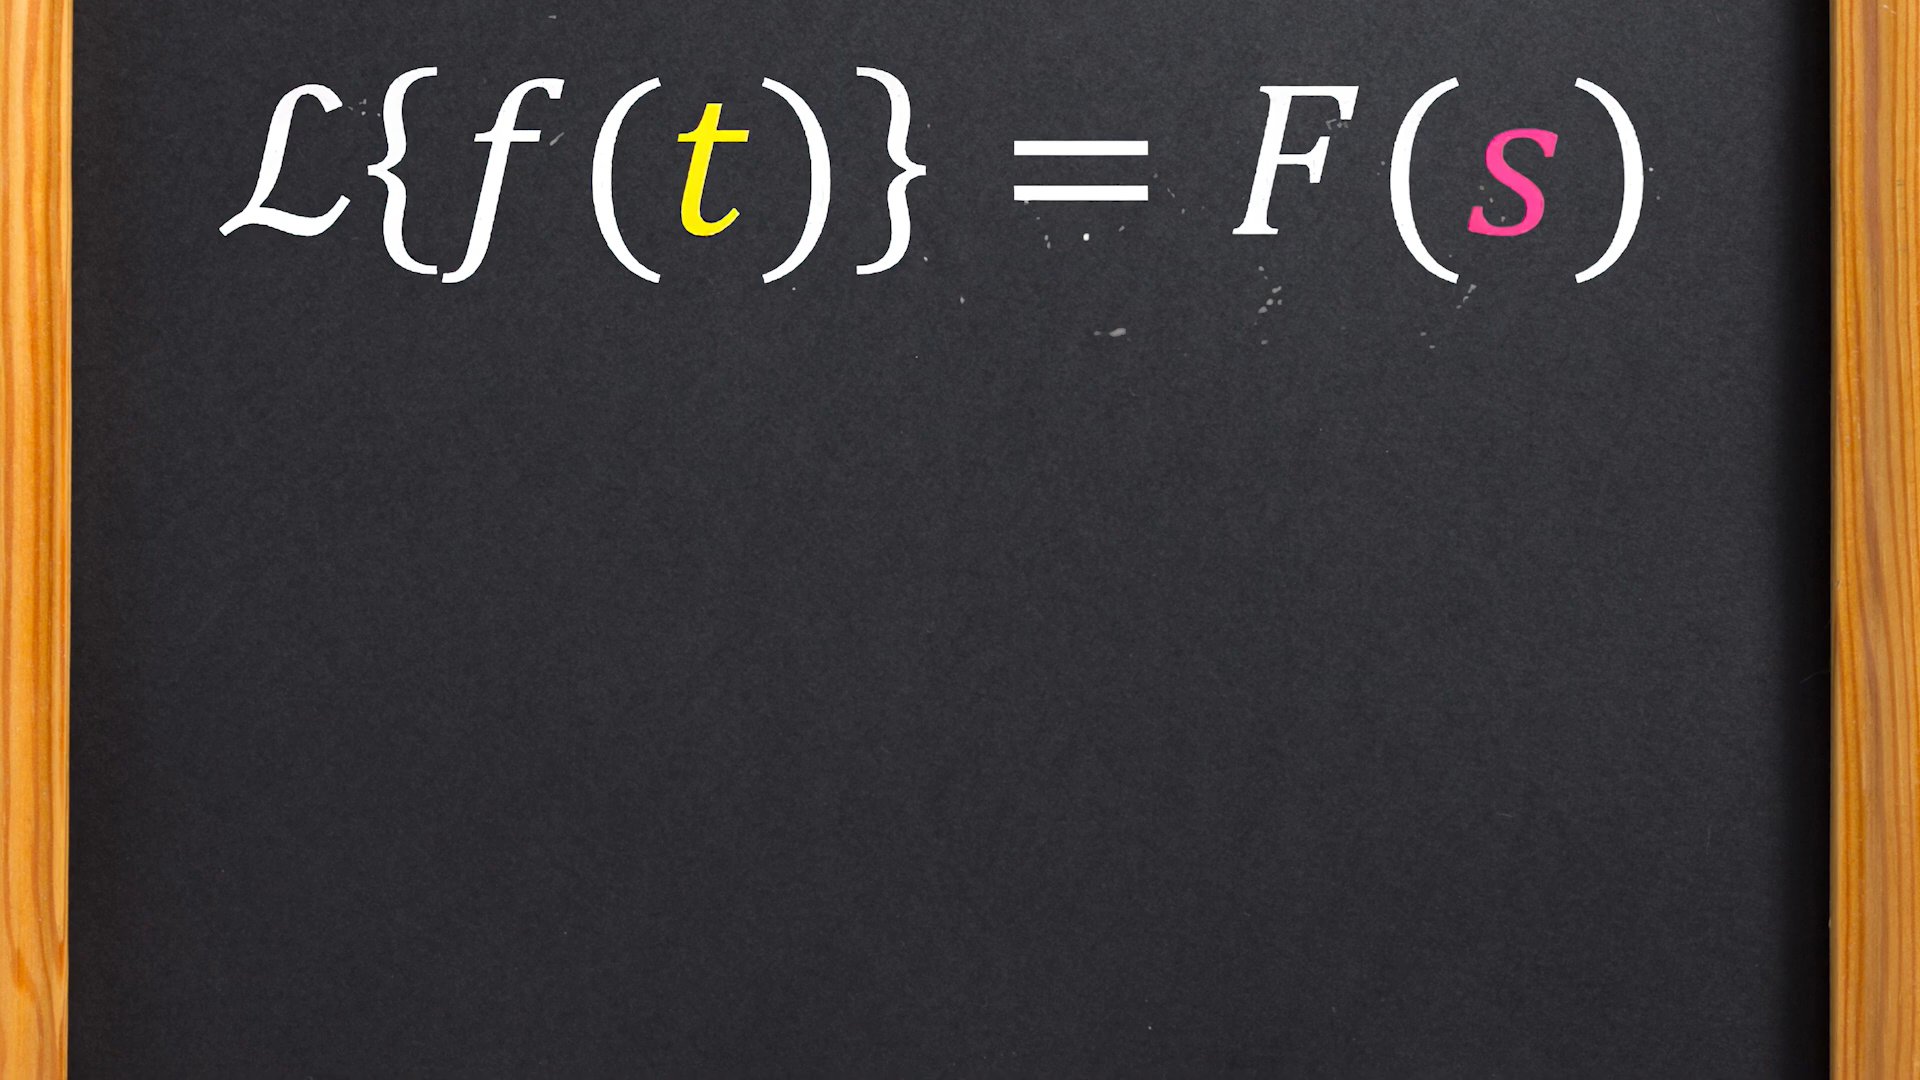 ℒ{f(t)} = F(s)